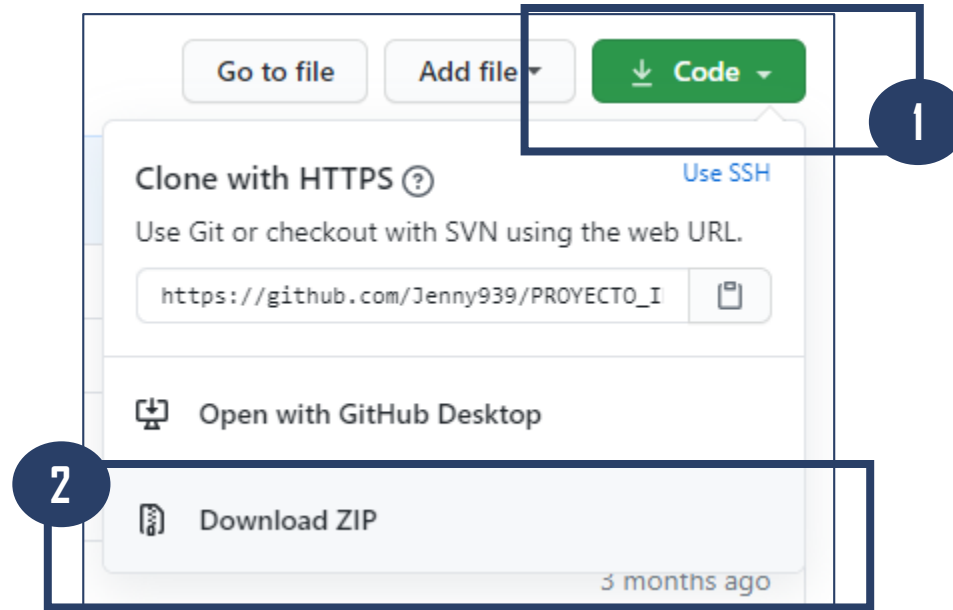 Go to file
Add file
Code
1
Clone with HTTPS
Use SSH
Use Git or checkout with SVN using the web URL.
https://github.com/Jenny939/PROYECTO_I
Open with GitHub Desktop
2
Download ZIP
3 months ago